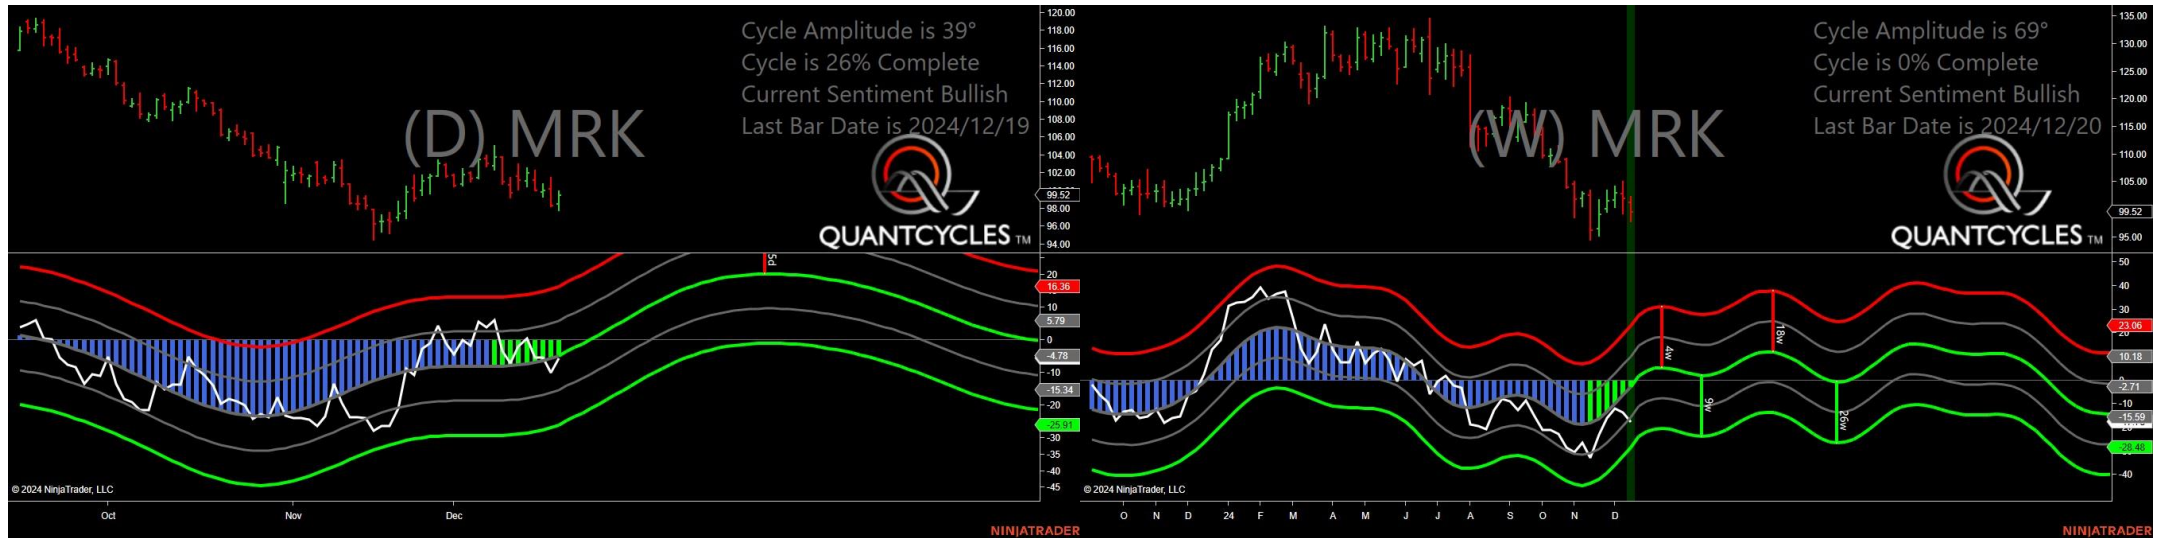 Cycle Amplitude is 39°
Cycle is 26% Complete
Current Sentiment Bullish
Last Bar Date is 2024/12/19
(D) MRK
QUANTCYCLES TM
120.00
118.00
116.00
114.00
112.00
110.00
108.00
106.00
104.00
102.00
99.52
98.00
96.00
94.00
5d
20
16.36
10
5.79
0
-4.78
-10
-15.34
-20
-25.91
-30
-35
-40
-45
© 2024 NinjaTrader, LLC
Oct
Nov
Dec
NINJATRADER
Cycle Amplitude is 69°
Cycle is 0% Complete
Current Sentiment Bullish
Last Bar Date is 2024/12/20
(W) MRK
QUANTCYCLES TM
135.00
130.00
125.00
120.00
115.00
110.00
105.00
99.52
95.00
4w
9w
18w
26w
50
40
30
23.06
10.18
-2.71
-10
-15.59
-28.48
-40
© 2024 NinjaTrader, LLC
O N D 24 F M A M J J A S O N D
NINJATRADER